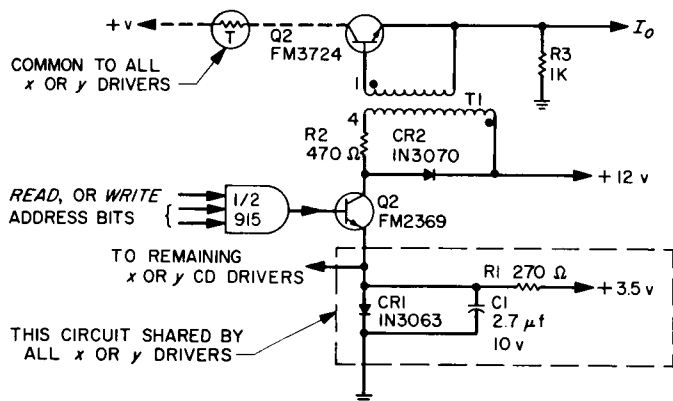 +v
T
Q2
FM3724
I₀
COMMON TO ALL
x OR y DRIVERS
R3
1K
1
T1
4
R2
470 Ω
CR2
1N3070
+12 v
READ, OR WRITE
ADDRESS BITS
1/2
915
Q2
FM2369
TO REMAINING
x OR y CD DRIVERS
R1 270 Ω
+3.5 v
CR1
1N3063
C1
2.7 μf
10 v
THIS CIRCUIT SHARED BY
ALL x OR y DRIVERS